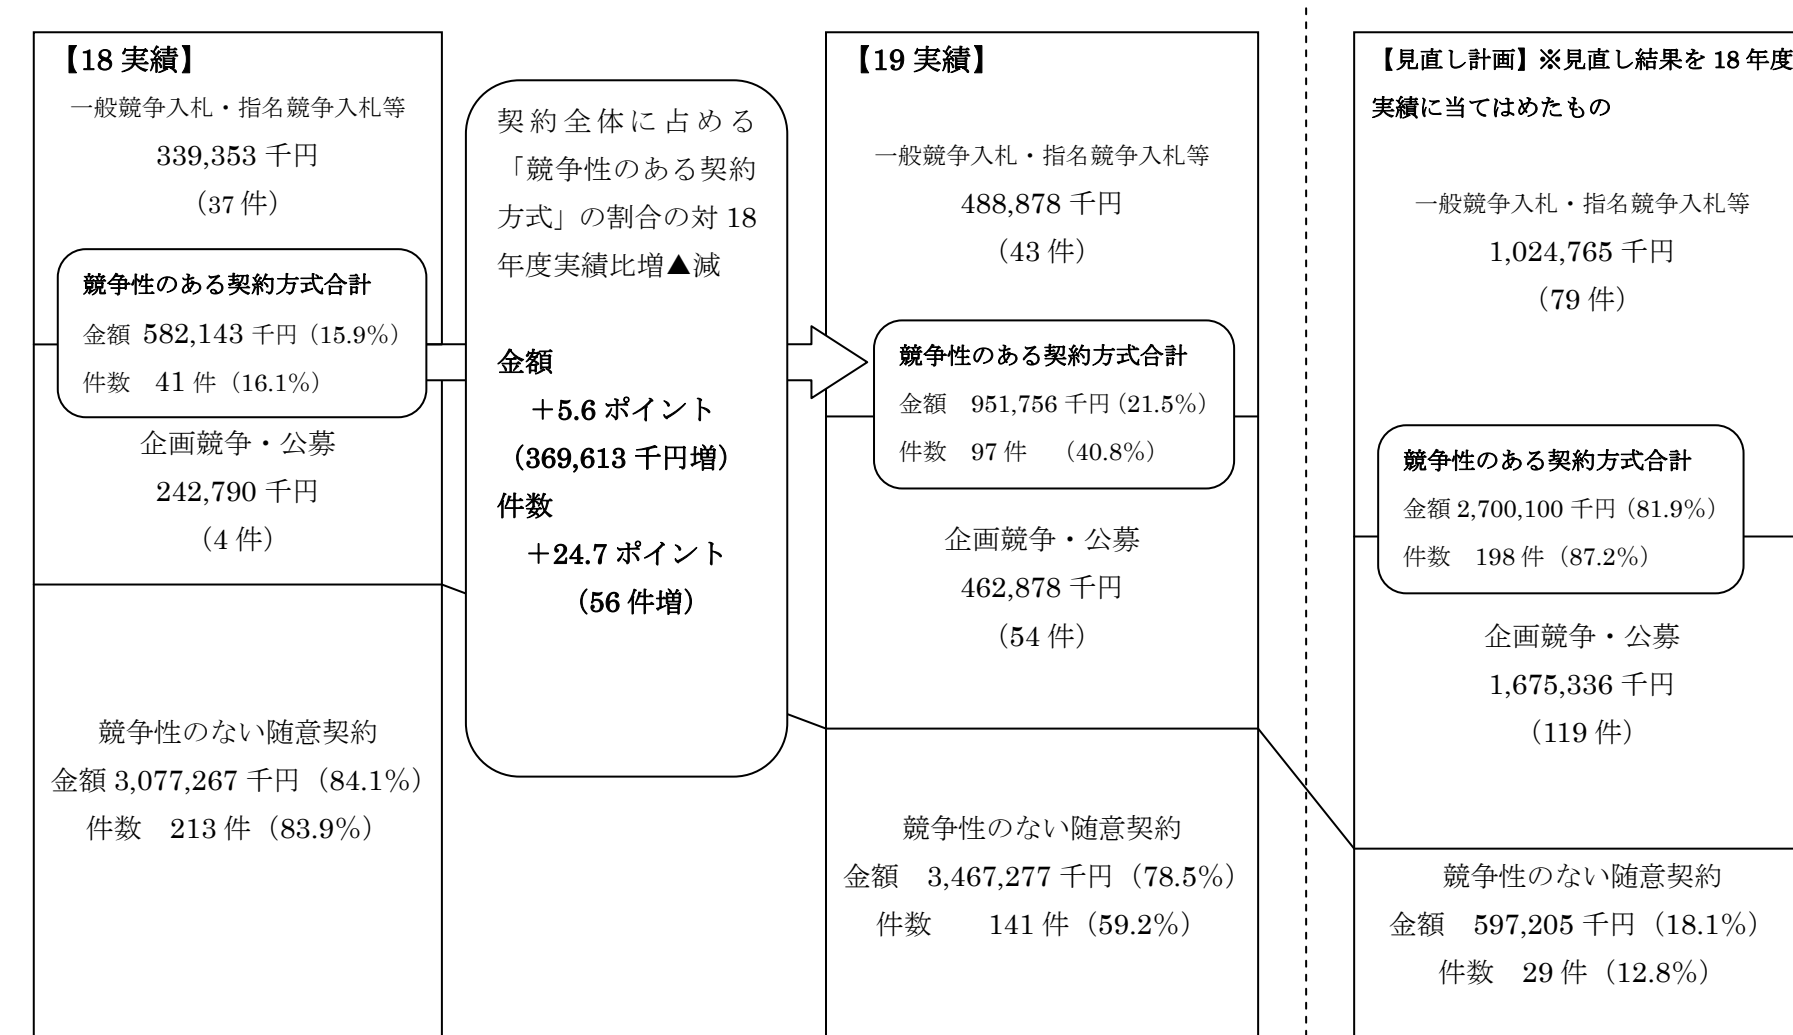 【18 実績】
一般競争入札・指名競争入札等
339,353 千円
（37 件）
競争性のある契約方式合計
金額 582,143 千円（15.9%）
件数　41 件（16.1%）
企画競争・公募
242,790 千円
（4 件）
競争性のない随意契約
金額 3,077,267 千円（84.1%）
件数　213 件（83.9%）
契約全体に占める
「競争性のある契約
方式」の割合の対 18
年度実績比増▲減
金額
＋5.6 ポイント
（369,613 千円増）
件数
＋24.7 ポイント
（56 件増）
【19 実績】
一般競争入札・指名競争入札等
488,878 千円
（43 件）
競争性のある契約方式合計
金額　951,756 千円（21.5%）
件数　97 件　（40.8%）
企画競争・公募
462,878 千円
（54 件）
競争性のない随意契約
金額　3,467,277 千円（78.5%）
件数　　141 件（59.2%）
【見直し計画】※見直し結果を 18 年度
実績に当てはめたもの
一般競争入札・指名競争入札等
1,024,765 千円
（79 件）
競争性のある契約方式合計
金額 2,700,100 千円（81.9%）
件数　198 件（87.2%）
企画競争・公募
1,675,336 千円
（119 件）
競争性のない随意契約
金額　597,205 千円（18.1%）
件数　29 件（12.8%）